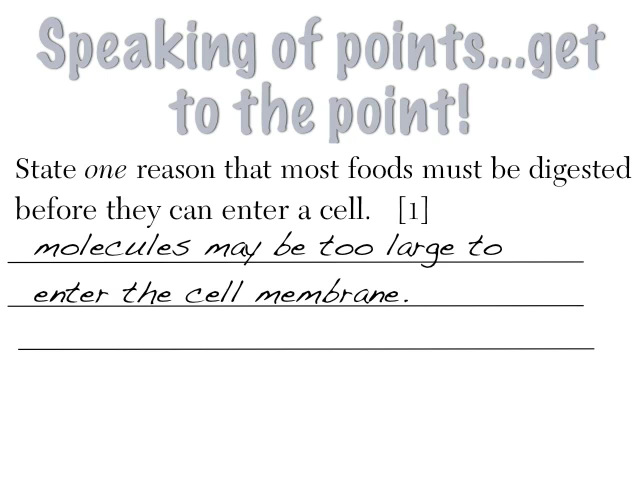 Speaking of points...get
to the point!
State one reason that most foods must be digested
before they can enter a cell. [1]
molecules may be too large to
enter the cell membrane.